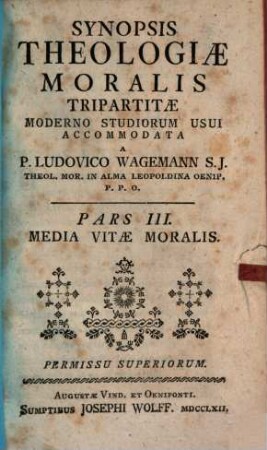 SYNOPSIS
THEOLOGIÆ
MORALIS
TRIPARTITÆ
MODERNO STUDIORUM USUI
ACCOMMODATA
A
P. LUDOVICO WAGEMANN S. J.
THEOL. MOR. IN ALMA LEOPOLDINA OENIP.
P. P. O.
PARS III.
MEDIA VITÆ MORALIS.
PERMISSU SUPERIORUM.
AUGUSTÆ VIND. ET OENIPONTI.
SUMPTIBUS JOSEPHI WOLFF. MDCCLXII.